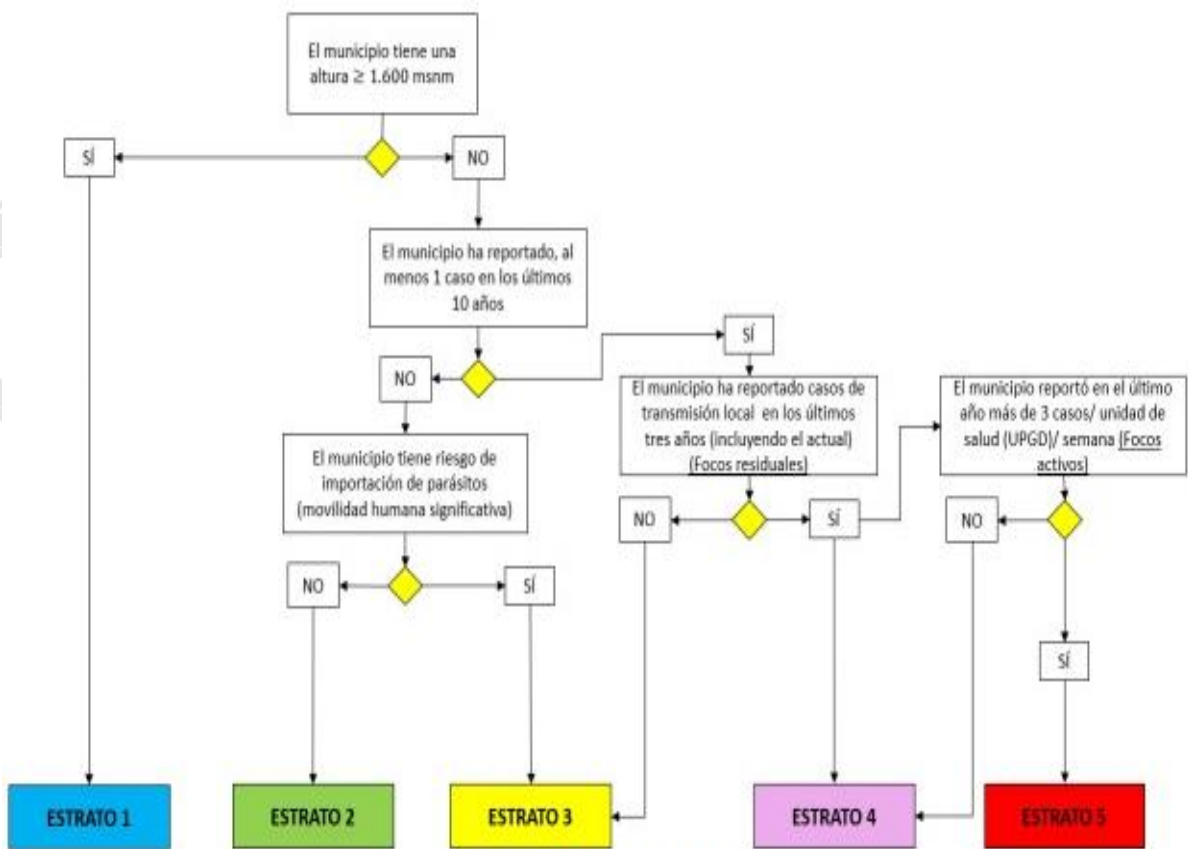 El municipio tiene una
altura ≥ 1.600 msnm
SÍ
NO
El municipio ha reportado, al
menos 1 caso en los últimos
10 años
SÍ
NO
El municipio ha reportado casos de
transmisión local en los últimos
tres años (incluyendo el actual)
(Focos residuales)
El municipio reportó en el último
año más de 3 casos/ unidad de
salud (UPGD)/ semana (Focos
activos)
El municipio tiene riesgo de
importación de parásitos
(movilidad humana significativa)
NO
SÍ
NO
NO
SÍ
SÍ
ESTRATO 1
ESTRATO 2
ESTRATO 3
ESTRATO 4
ESTRATO 5